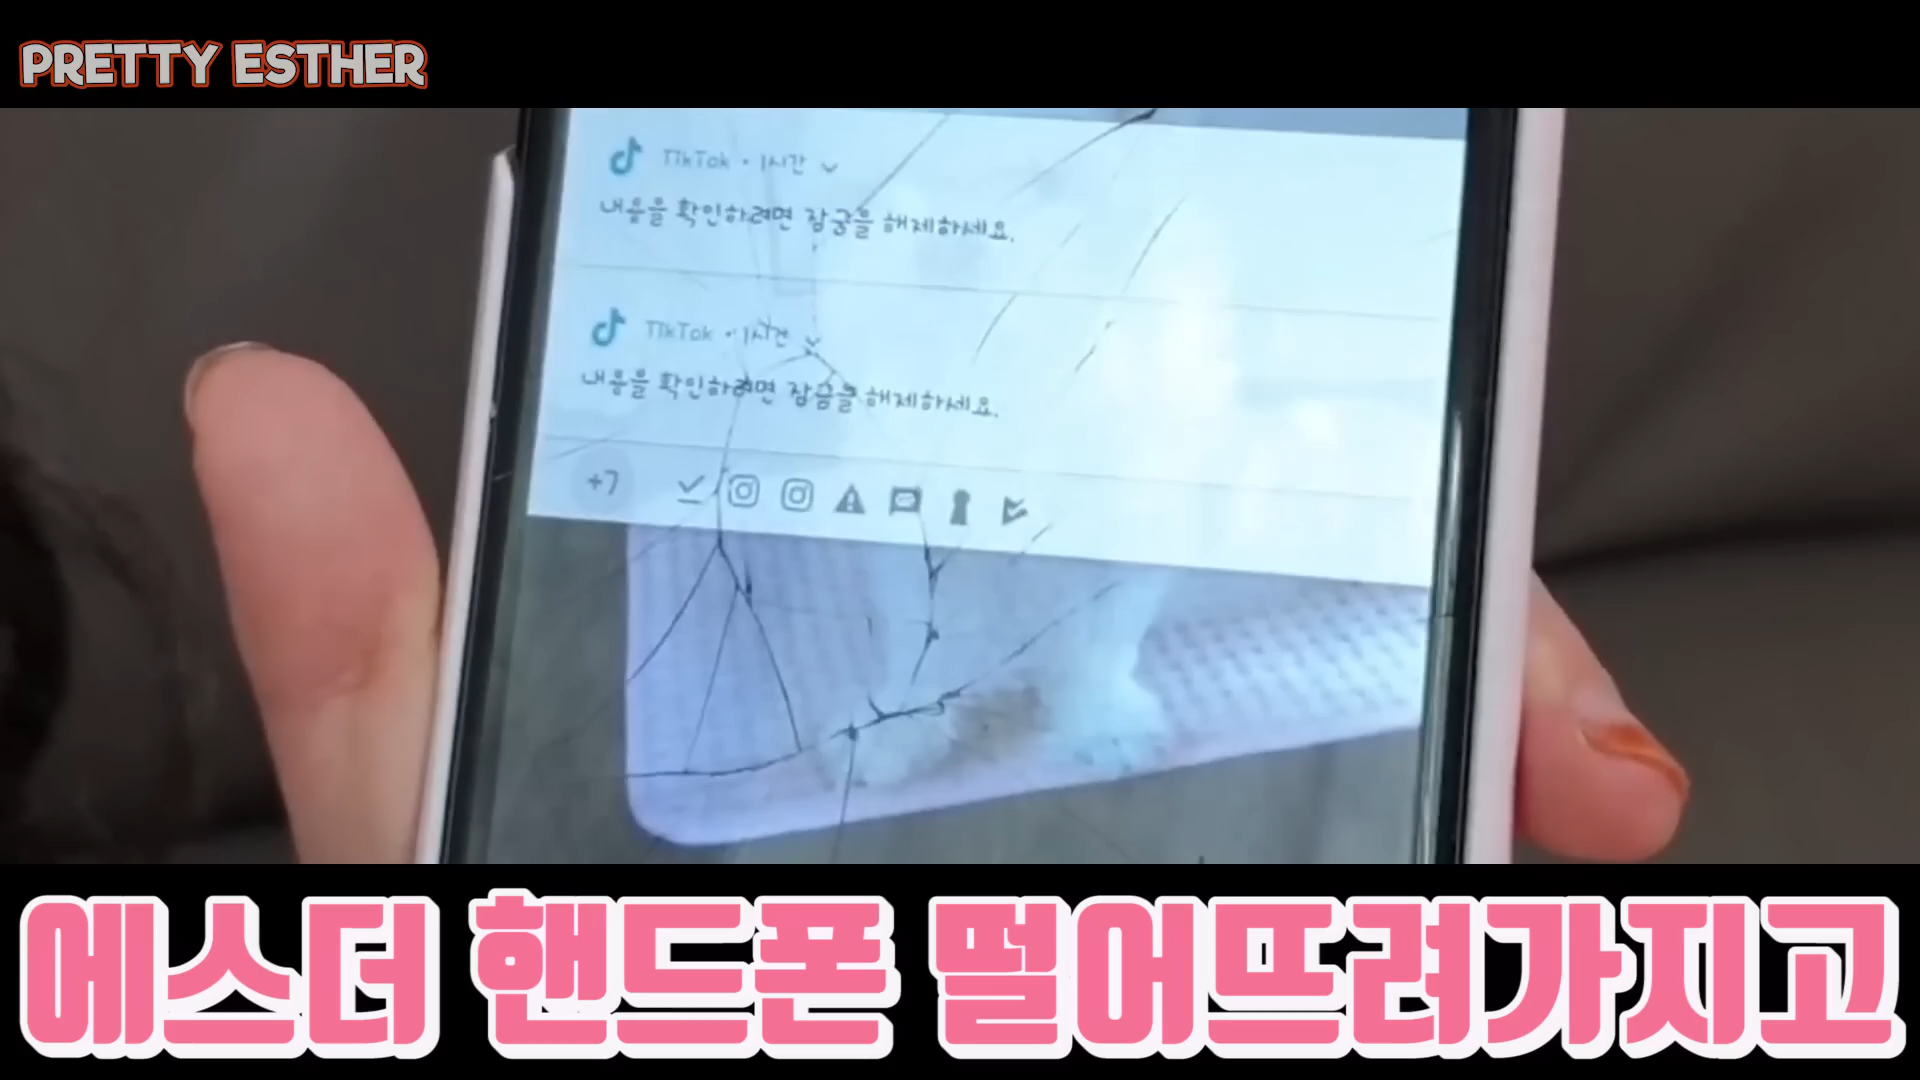 PRETTY ESTHER
TikTok • 1시간
내용을 확인하려면 잠금을 해제하세요.
TikTok • 1시간
내용을 확인하려면 잠금을 해제하세요.
+7
에스더 핸드폰 떨어뜨려가지고